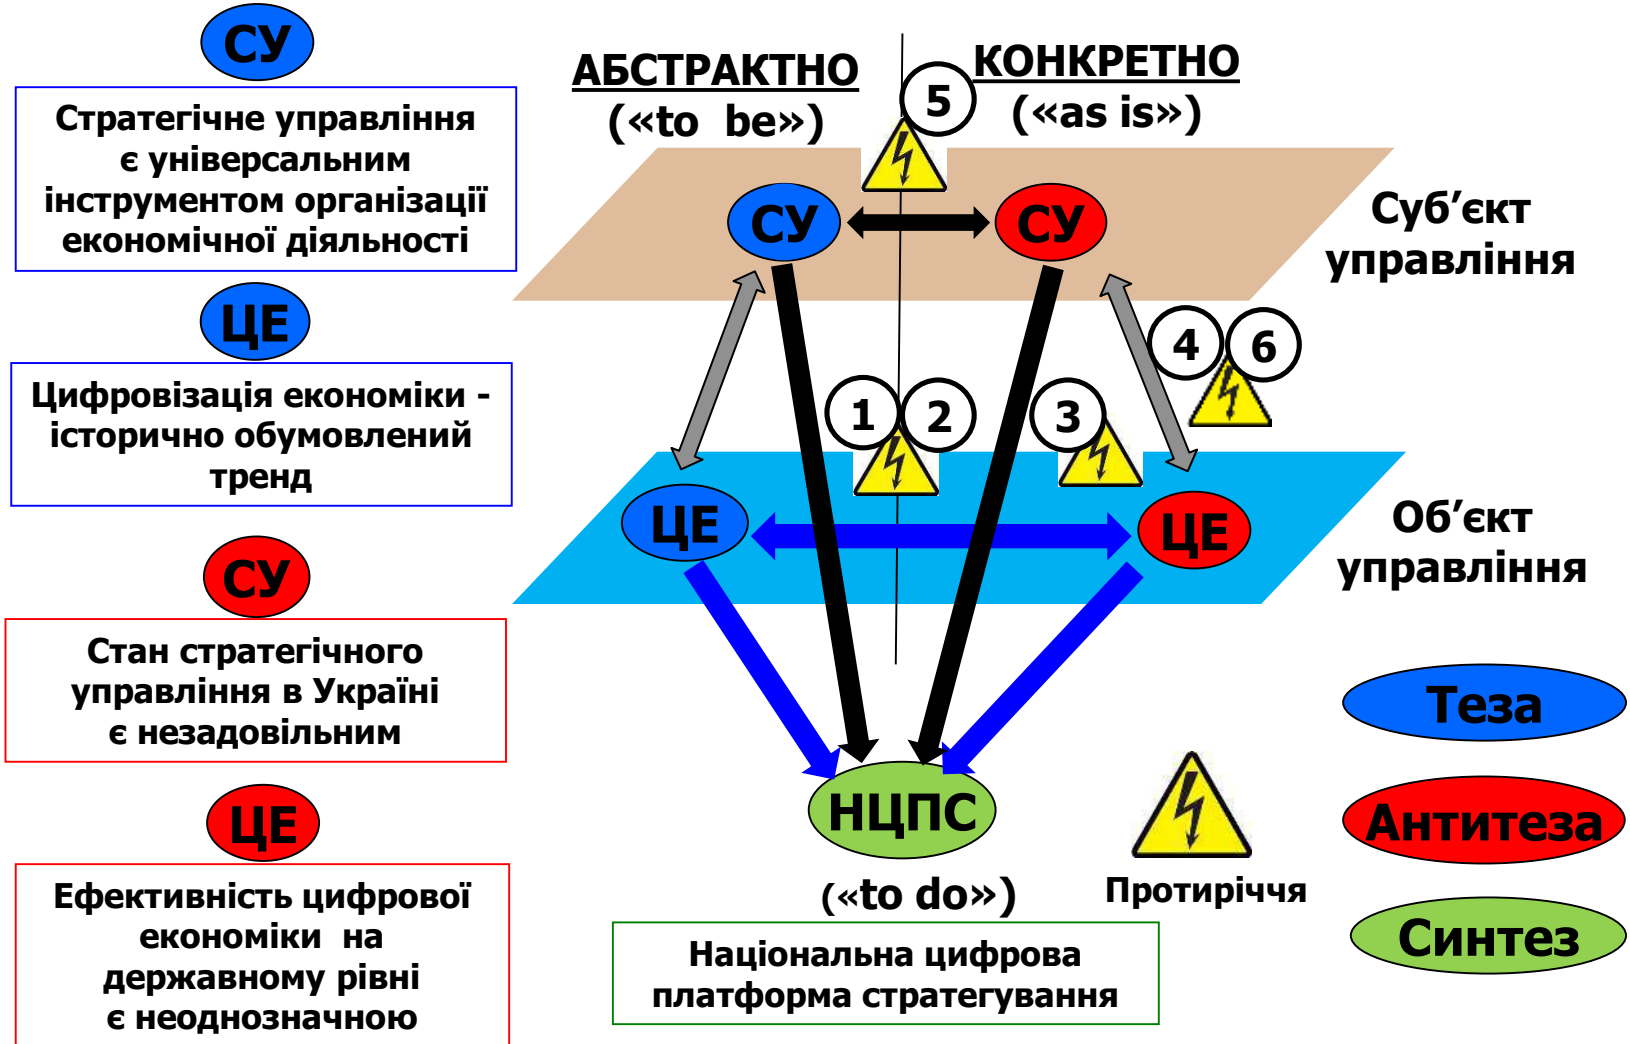 СУ
Стратегічне управління
є універсальним
інструментом організації
економічної діяльності
ЦЕ
Цифровізація економіки -
історично обумовлений
тренд
СУ
Стан стратегічного
управління в Україні
є незадовільним
ЦЕ
Ефективність цифрової
економіки на
державному рівні
є неоднозначною
АБСТРАКТНО
(«to be»)
КОНКРЕТНО
(«as is»)
5
СУ
СУ
Суб’єкт
управління
4
6
1
2
3
ЦЕ
ЦЕ
Об’єкт
управління
НЦПС
(«to do»)
Національна цифрова
платформа стратегування
Протиріччя
Теза
Антитеза
Синтез